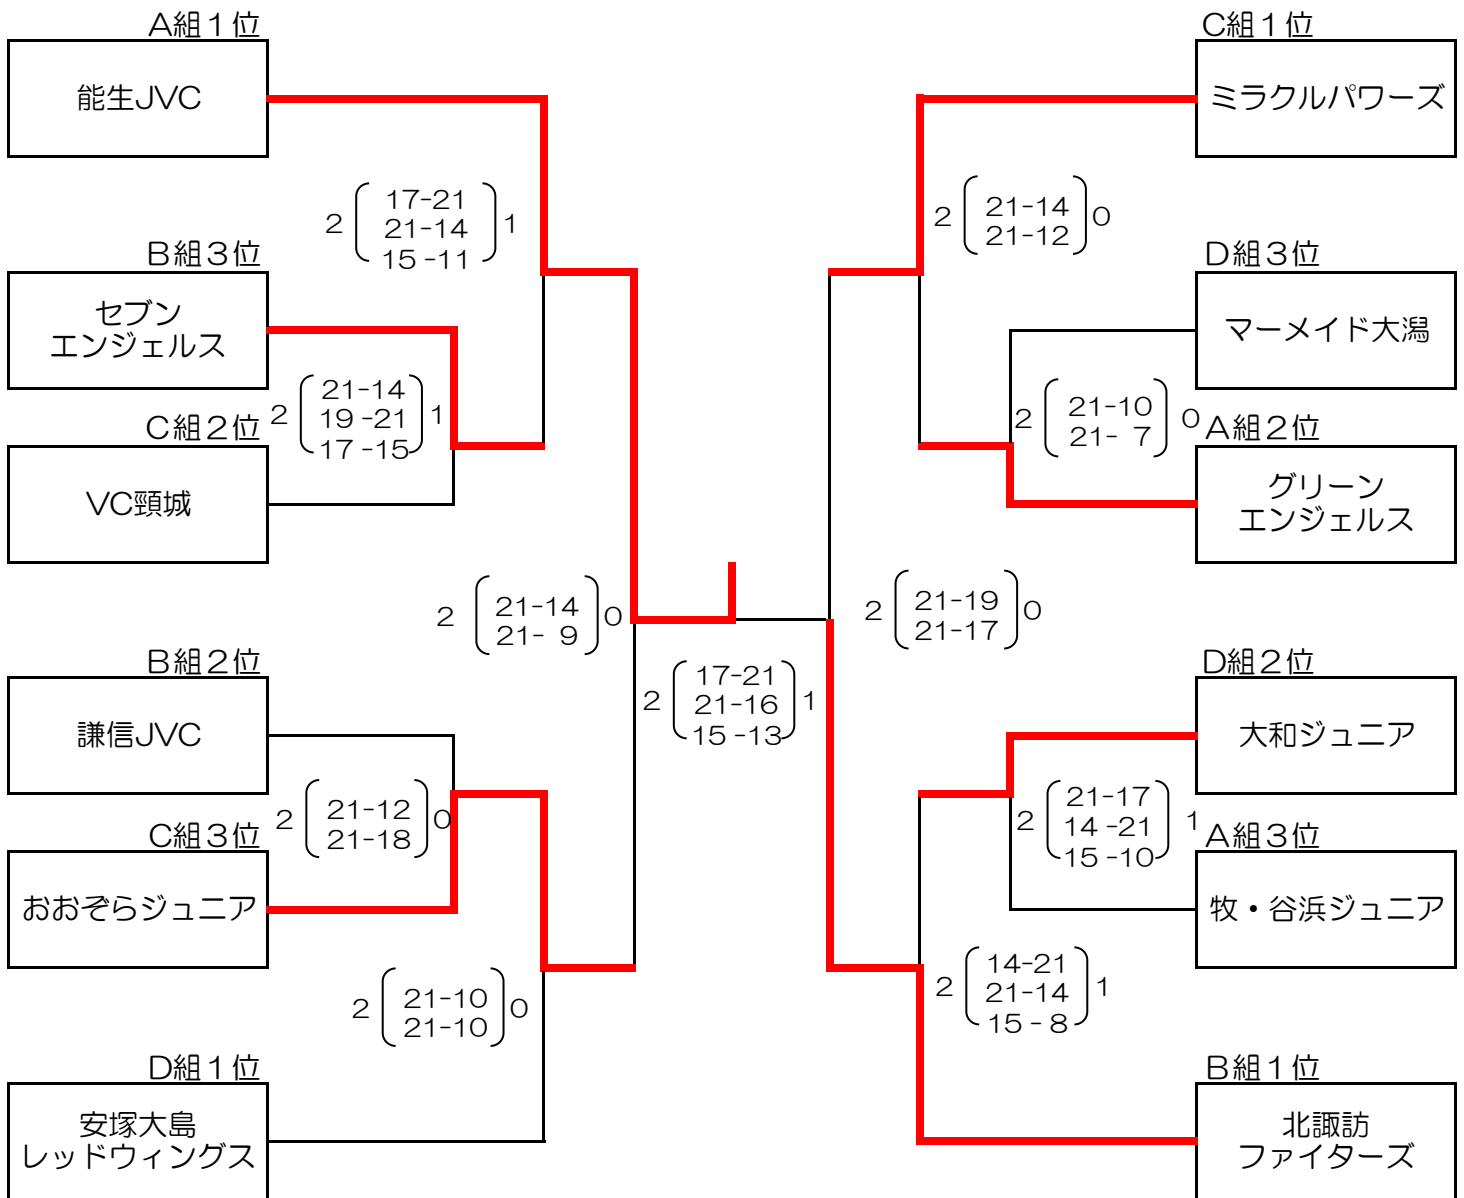 A組１位
能生JVC
B組３位
セブン
エンジェルス
C組２位
VC頸城
B組２位
謙信JVC
C組３位
おおぞらジュニア
D組１位
安塚大島
レッドウィングス
2 17-21 1
21-14
15-11
2 21-14 1
19-21
17-15
2 21-14 0
21- 9
2 21-12 0
21-18
2 21-10 0
21-10
2 17-21 1
21-16
15-13
C組１位
ミラクルパワーズ
D組３位
マーメイド大潟
A組２位
グリーン
エンジェルス
D組２位
大和ジュニア
A組３位
牧・谷浜ジュニア
B組１位
北諏訪
ファイターズ
2 21-14 0
21-12
2 21-10 0
21- 7
2 21-19 0
21-17
2 21-17 1
14-21
15-10
2 14-21 1
21-14
15- 8